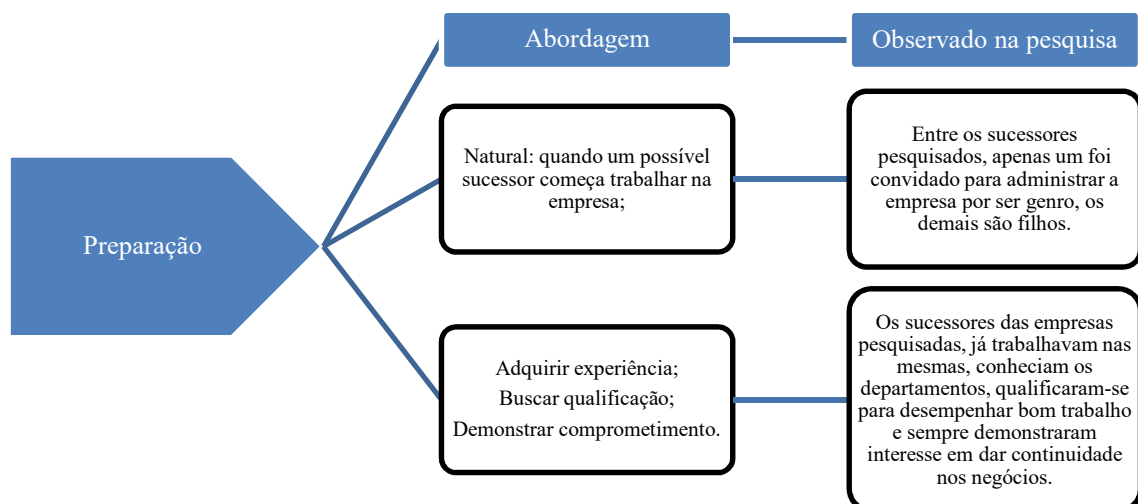 Preparação
Abordagem
Observado na pesquisa
Natural: quando um possível
sucessor começa trabalhar na
empresa;
Entre os sucessores
pesquisados, apenas um foi
convidado para administrar a
empresa por ser genro, os
demais são filhos.
Adquirir experiência;
Buscar qualificação;
Demonstrar comprometimento.
Os sucessores das empresas
pesquisadas, já trabalhavam nas
mesmas, conheciam os
departamentos, qualificaram-se
para desempenhar bom trabalho
e sempre demonstraram
interesse em dar continuidade
nos negócios.